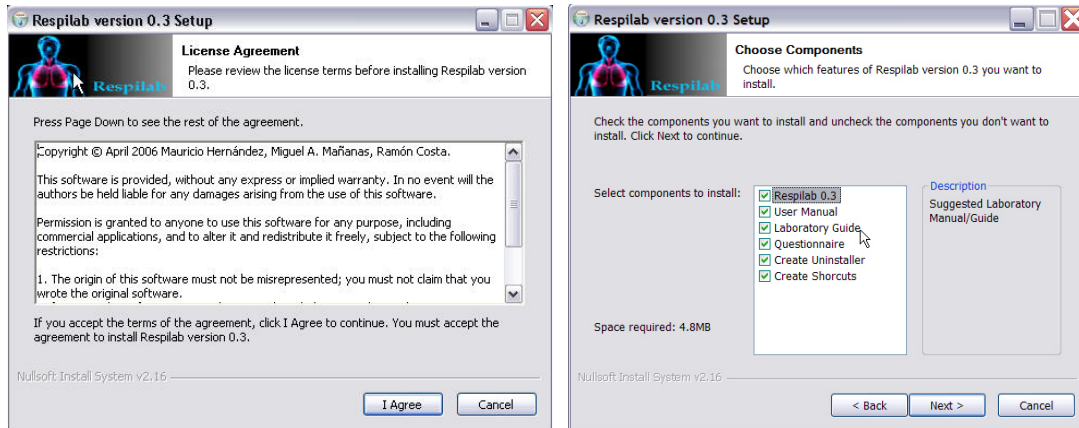 Respilab version 0.3 Setup
License Agreement
Please review the license terms before installing Respilab version
0.3.
Respilab
Press Page Down to see the rest of the agreement.
Copyright © April 2006 Mauricio Hernández, Miguel A. Mañanas, Ramón Costa.
This software is provided, without any express or implied warranty. In no event will the
authors be held liable for any damages arising from the use of this software.
Permission is granted to anyone to use this software for any purpose, including
commercial applications, and to alter it and redistribute it freely, subject to the following
restrictions:
1. The origin of this software must not be misrepresented; you must not claim that you
wrote the original software.
If you accept the terms of the agreement, click I Agree to continue. You must accept the
agreement to install Respilab version 0.3.
Nullsoft Install System v2.16
I Agree
Cancel
Respilab version 0.3 Setup
Choose Components
Choose which features of Respilab version 0.3 you want to
install.
Respilab
Check the components you want to install and uncheck the components you don't want to
install. Click Next to continue.
Select components to install:
Respilab 0.3
User Manual
Laboratory Guide
Questionnaire
Create Uninstaller
Create Shorcuts
Description
Suggested Laboratory
Manual/Guide
Space required: 4.8MB
Nullsoft Install System v2.16
< Back
Next >
Cancel